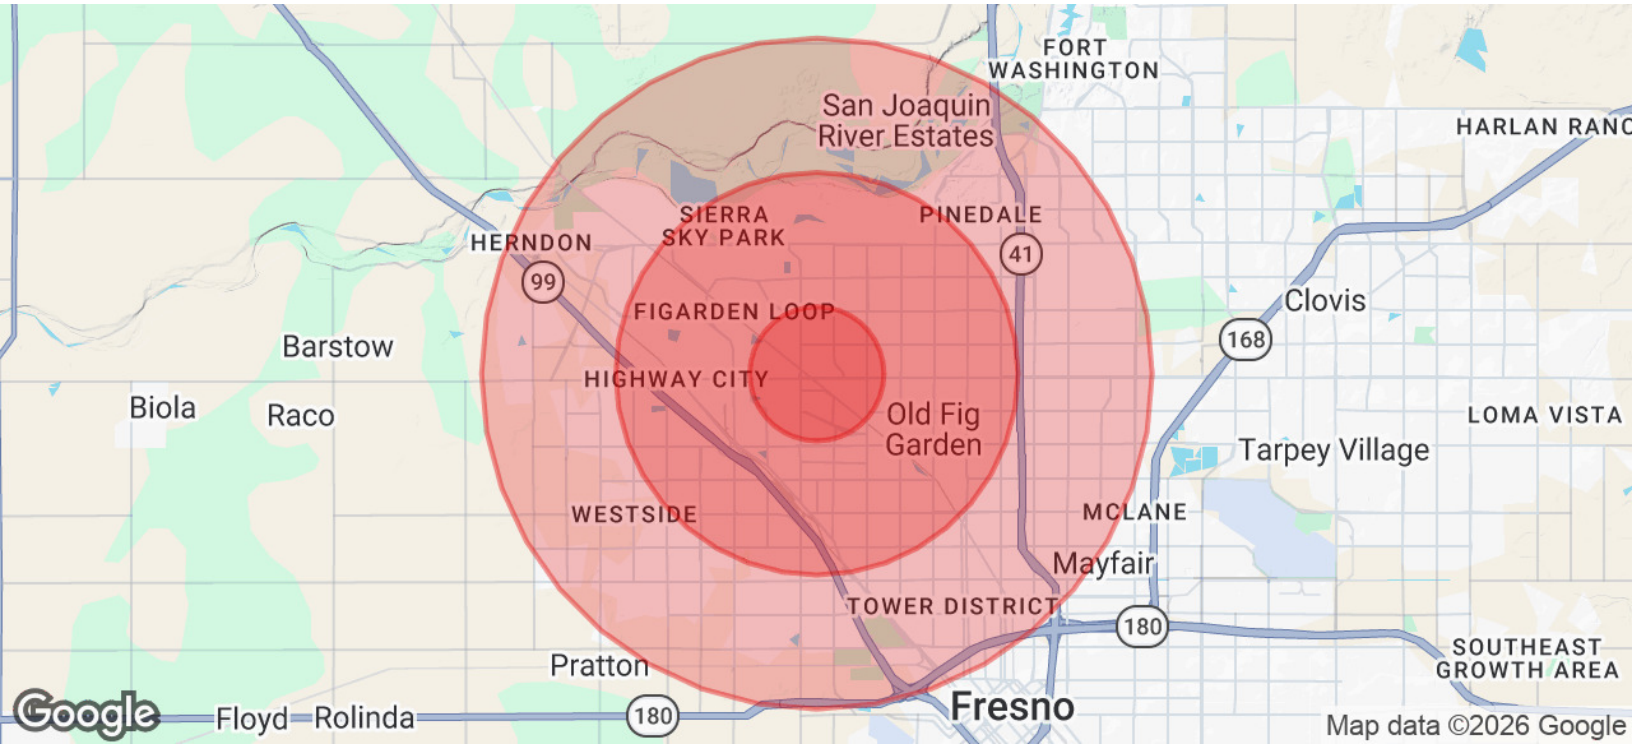 FORT
WASHINGTON
San Joaquin
River Estates
HARLAN RANC
SIERRA
SKY PARK
PINEDALE
HERNDON
41
99
Clovis
FIGARDEN LOOP
168
Barstow
HIGHWAY CITY
Biola
Raco
Old Fig
Garden
LOMA VISTA
Tarpey Village
WESTSIDE
MCLANE
Mayfair
TOWER DISTRICT
180
Pratton
SOUTHEAST
GROWTH AREA
Google
Floyd
Rolinda
180
Fresno
Map data ©2026 Google